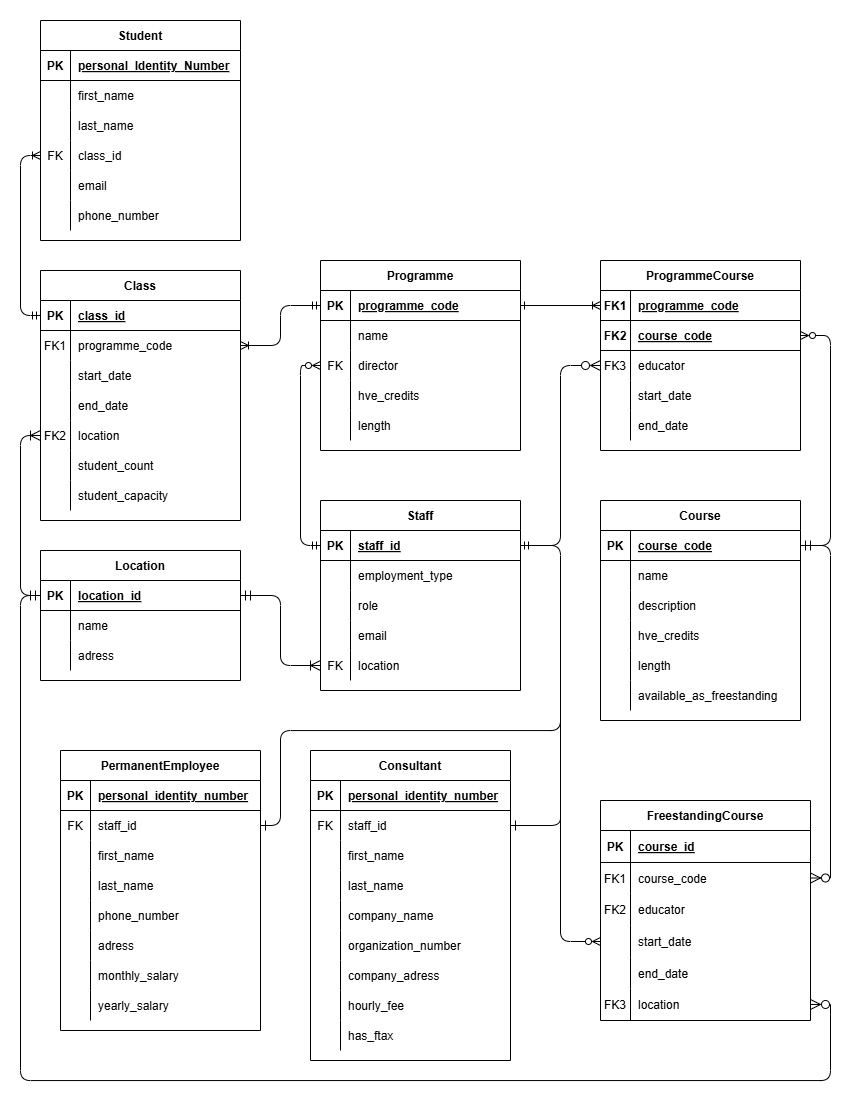 Student
PK personal_Identity_Number
first_name
last_name
FK class_id
email
phone_number
Class
PK class_id
FK1 programme_code
start_date
end_date
FK2 location
student_count
student_capacity
Location
PK location_id
name
adress
Programme
PK programme_code
name
FK director
hve_credits
length
Staff
PK staff_id
employment_type
role
email
FK location
ProgrammeCourse
FK1 programme_code
FK2 course_code
FK3 educator
start_date
end_date
Course
PK course_code
name
description
hve_credits
length
available_as_freestanding
PermanentEmployee
PK personal_identity_number
FK staff_id
first_name
last_name
phone_number
adress
monthly_salary
yearly_salary
Consultant
PK personal_identity_number
FK staff_id
first_name
last_name
company_name
organization_number
company_adress
hourly_fee
has_ftax
FreestandingCourse
PK course_id
FK1 course_code
FK2 educator
start_date
end_date
FK3 location